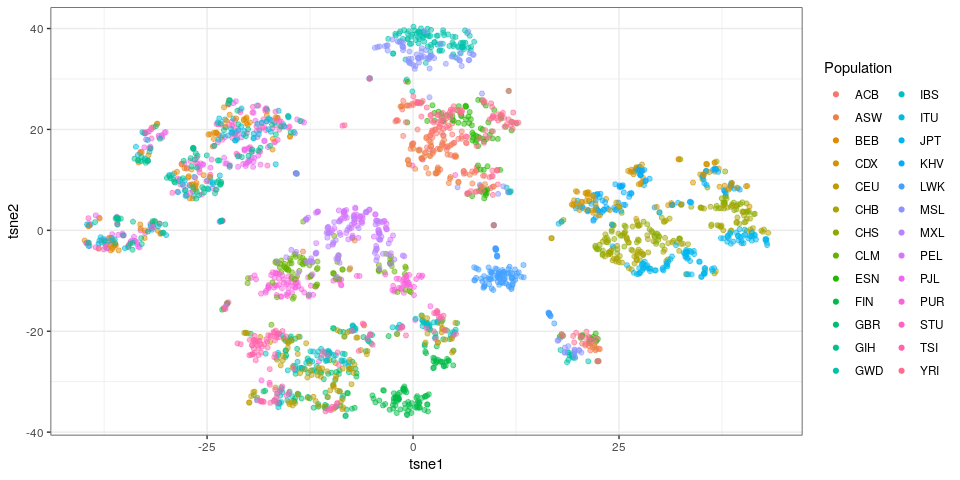 40
20
0
-20
-40
-25
0
25
tsne1
tsne2
Population
ACB
ASW
BEB
CDX
CEU
CHB
CHS
CLM
ESN
FIN
GBR
GIH
GWD
IBS
ITU
JPT
KHV
LWK
MSL
MXL
PEL
PJL
PUR
STU
TSI
YRI